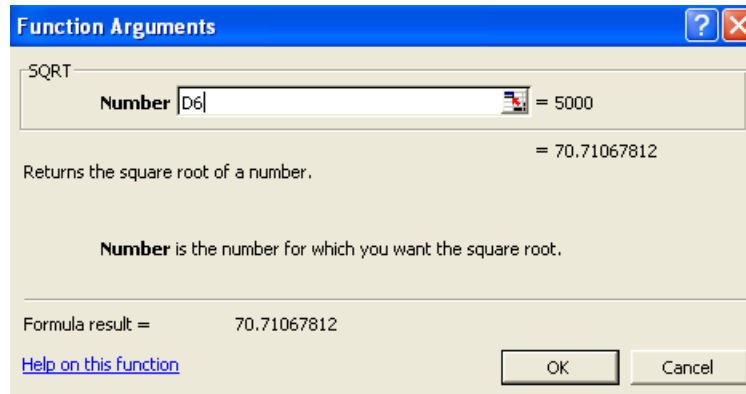 Function Arguments
?
SQRT
Number D6 = 5000
= 70.71067812
Returns the square root of a number.
Number is the number for which you want the square root.
Formula result = 70.71067812
Help on this function
OK Cancel